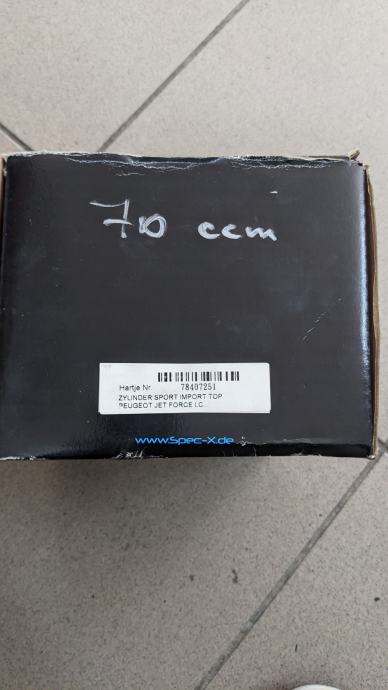 70 ccm
Hartje Nr. 78407251
ZYLINDER SPORT IMPORT TOP
PEUGEOT JET FORCE I.C.
www.Spec-X.de